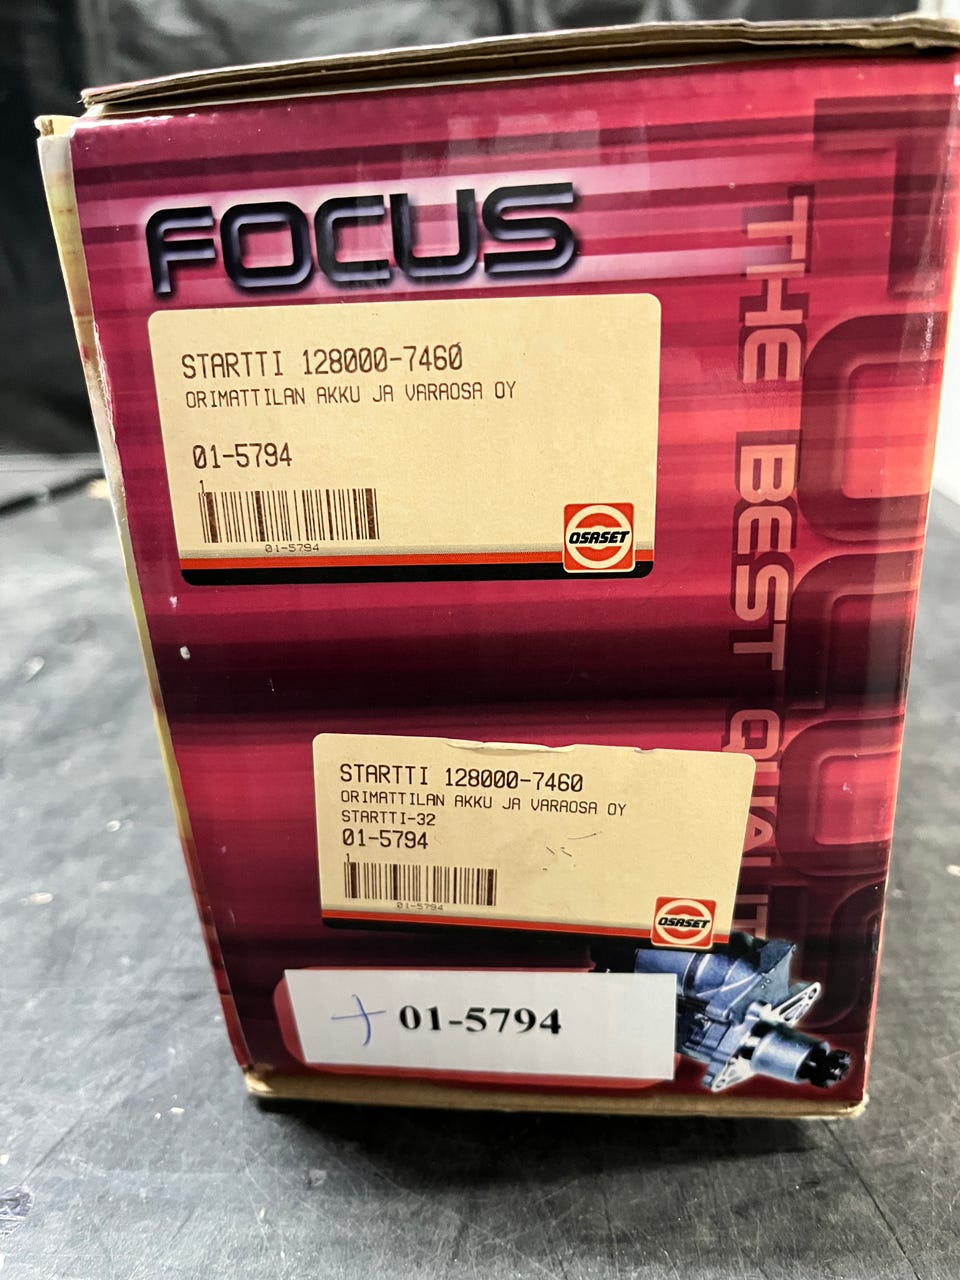 FOCUS
STARTTI 128000-7460
ORIMATTILAN AKKU JA VARAOSA OY
01-5794
1
01-5794
OSASET
THE BEST QUALIT
STARTTI 128000-7460
ORIMATTILAN AKKU JA VARAOSA OY
STARTTI-32
01-5794
1
01-5794
OSASET
+ 01-5794